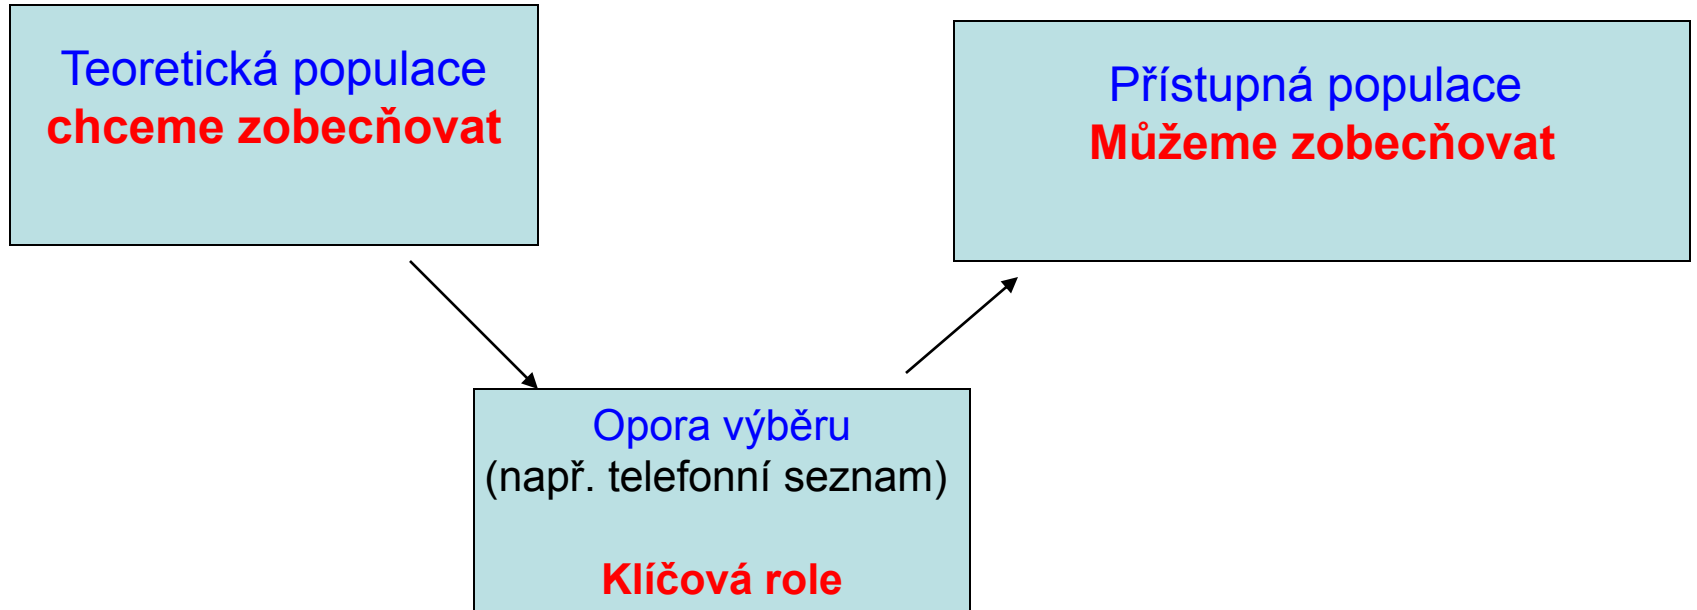 Teoretická populace
chceme zobecňovat
Přístupná populace
Můžeme zobecňovat
Opora výběru
(např. telefonní seznam)
Klíčová role